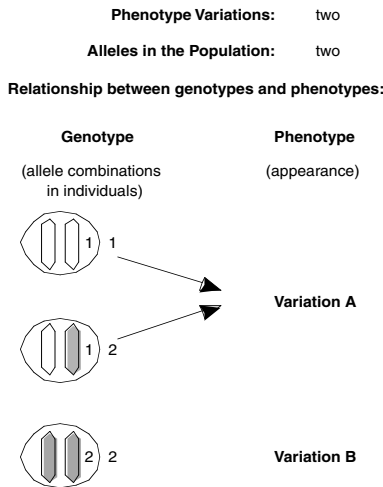 Phenotype Variations: two
Alleles in the Population: two
Relationship between genotypes and phenotypes:
Genotype Phenotype
(allele combinations (appearance)
in individuals)
1 1
Variation A
1 2
2 2 Variation B